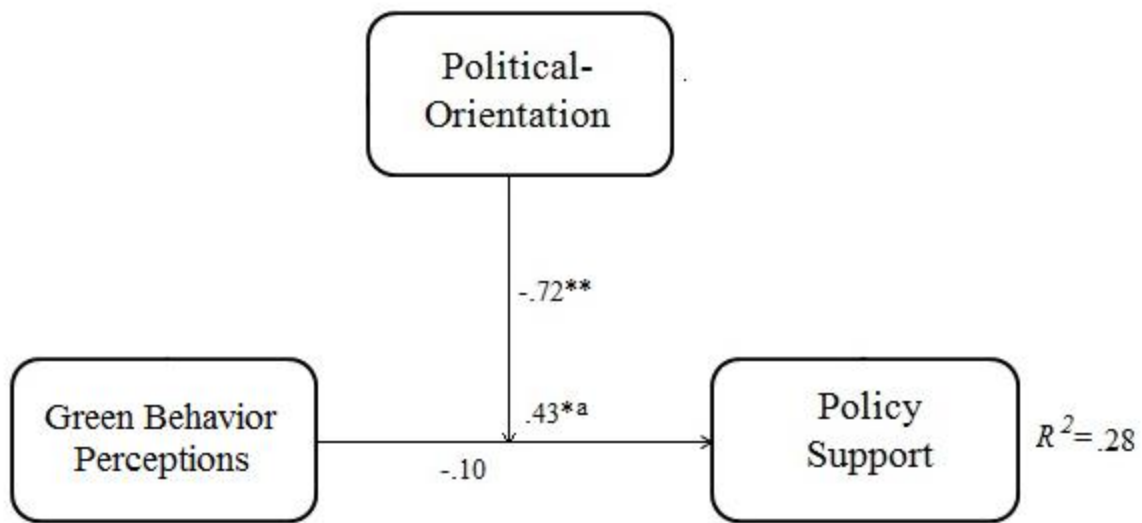 Political-
Orientation
-.72**
.43*a
Green Behavior
Perceptions
-.10
Policy
Support
R²=.28